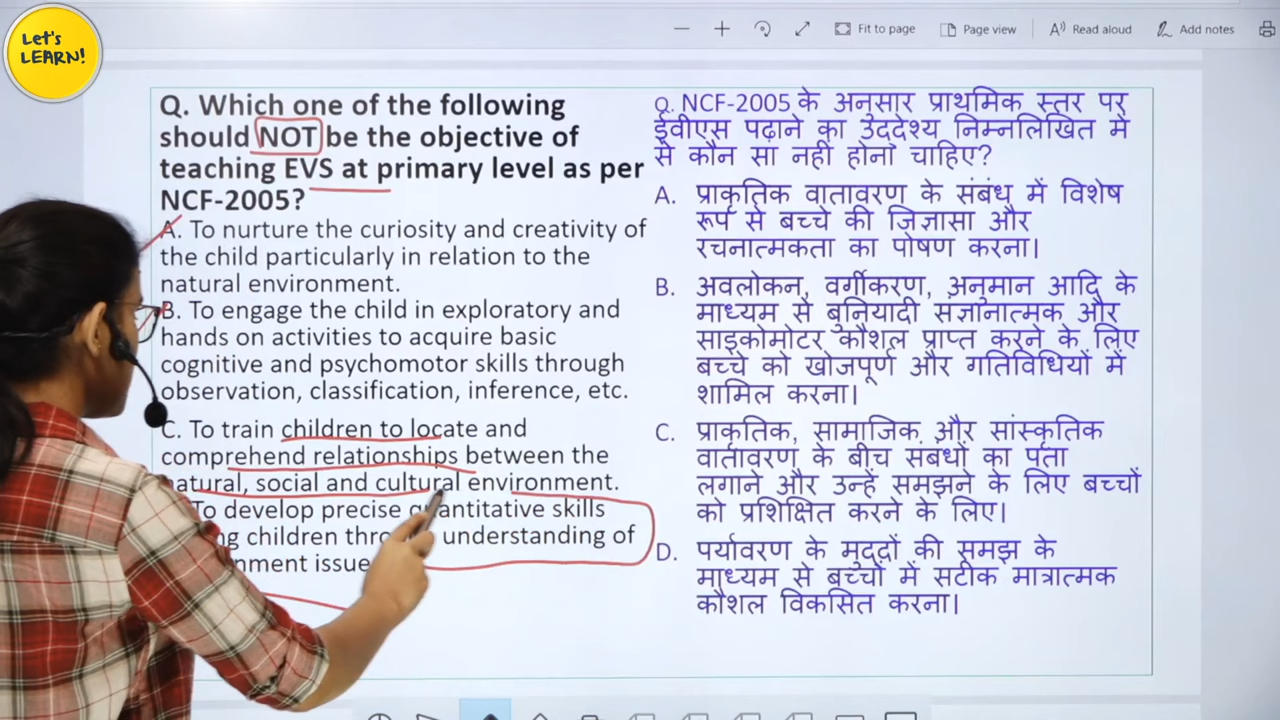 Let's
LEARN!
Fit to page
Page view
Read aloud
Add notes
Q. Which one of the following
should NOT be the objective of
teaching EVS at primary level as per
NCF-2005?
A. To nurture the curiosity and creativity of
the child particularly in relation to the
natural environment.
B. To engage the child in exploratory and
hands on activities to acquire basic
cognitive and psychomotor skills through
observation, classification, inference, etc.
C. To train children to locate and
comprehend relationships between the
natural, social and cultural environment.
To develop precise quantitative skills
children understanding of
Q. NCF-2005 के अनुसार प्राथमिक स्तर पर
ईवीएस पढ़ाने का उद्देश्य निम्नलिखित में
से कौन सा नहीं होना चाहिए?
A. प्राकृतिक वातावरण के संबंध में विशेष
रूप से बच्चे की जिज्ञासा और
रचनात्मकता का पोषण करना।
B. अवलोकन, वर्गीकरण, अनुमान आदि के
माध्यम से बुनियादी संज्ञानात्मक और
साइकोमोटर कौशल प्राप्त करने के लिए
बच्चे को खोजपूर्ण और गतिविधियों में
शामिल करना।
C. प्राकृतिक, सामाजिक और सांस्कृतिक
वातावरण के बीच संबंधों का पता
लगाने और उन्हें समझने के लिए बच्चों
को प्रशिक्षित करने के लिए।
D. पर्यावरण के मुद्दों की समझ के
माध्यम से बच्चों में सटीक मात्रात्मक
कौशल विकसित करना।